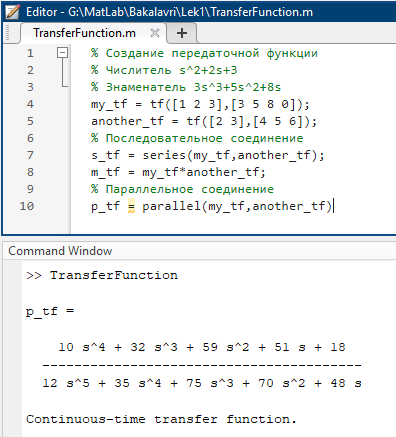 Editor - G:\MatLab\Bakalavri\Lek1\TransferFunction.m
TransferFunction.m
1 % Создание передаточной функции
2 % Числитель s^2+2s+3
3 % Знаменатель 3s^3+5s^2+8s
4 my_tf = tf([1 2 3],[3 5 8 0]);
5 another_tf = tf([2 3],[4 5 6]);
6 % Последовательное соединение
7 s_tf = series(my_tf,another_tf);
8 m_tf = my_tf*another_tf;
9 % Параллельное соединение
10 p_tf = parallel(my_tf,another_tf)
Command Window
>> TransferFunction
p_tf =
10 s^4 + 32 s^3 + 59 s^2 + 51 s + 18
---------------------------------------
12 s^5 + 35 s^4 + 75 s^3 + 70 s^2 + 48 s
Continuous-time transfer function.